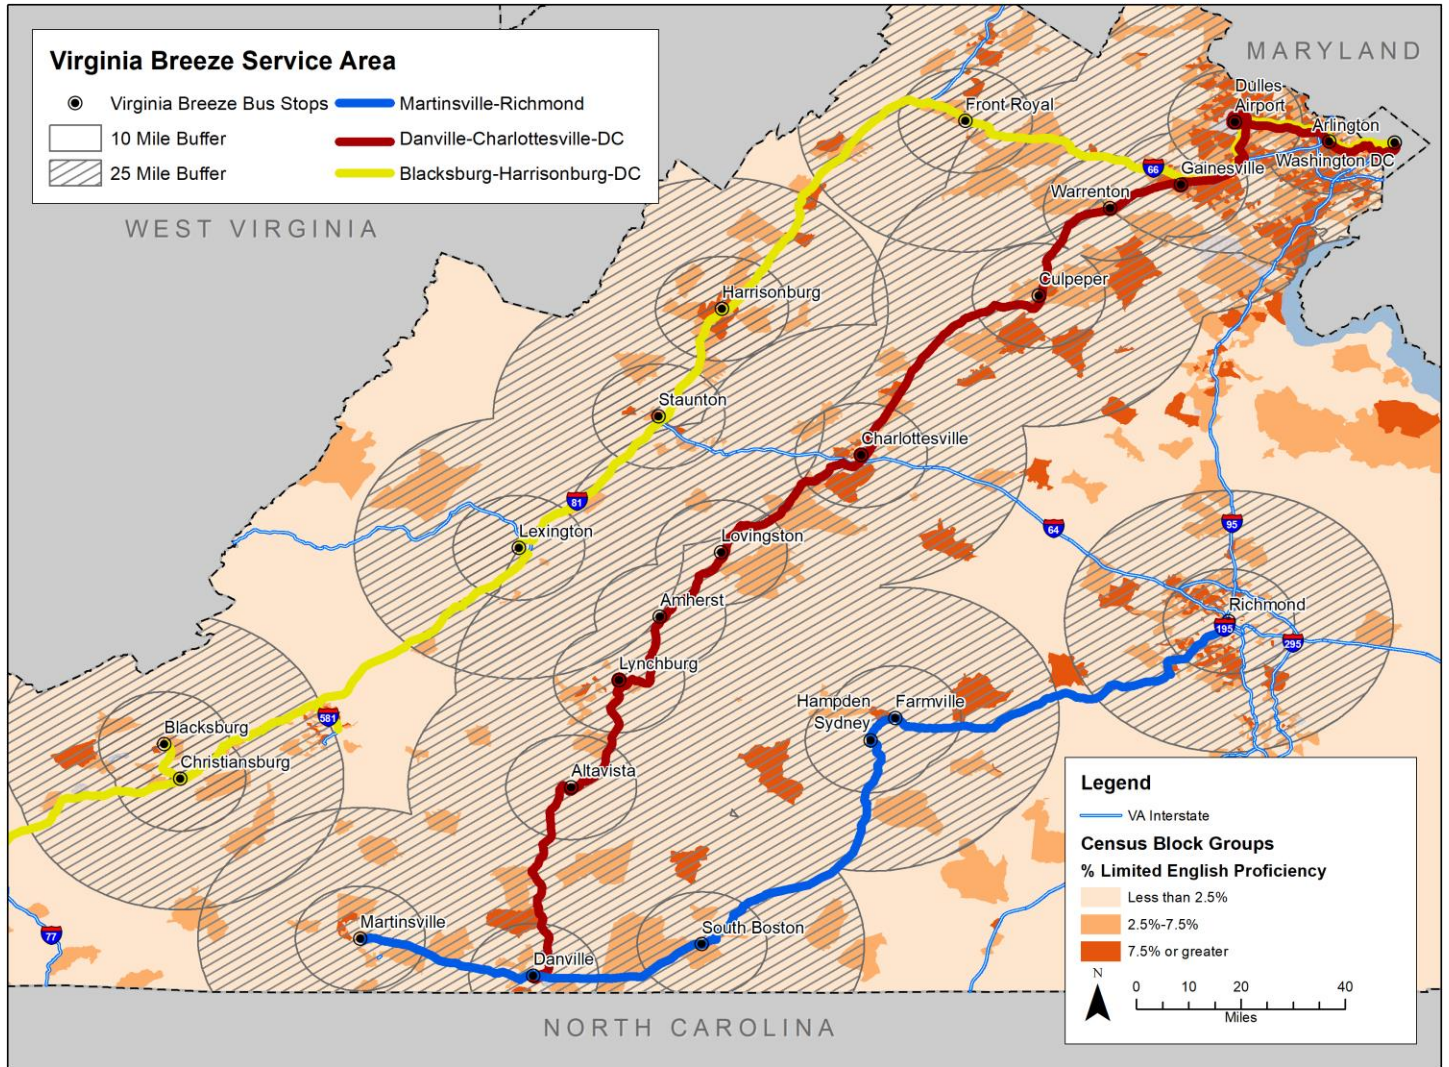 Virginia Breeze Service Area
Virginia Breeze Bus Stops
Martinsville-Richmond
10 Mile Buffer
Danville-Charlottesville-DC
25 Mile Buffer
Blacksburg-Harrisonburg-DC
MARYLAND
WEST VIRGINIA
Dulles
Airport
Front Royal
Arlington
Washington DC
66
Gainesville
Warrenton
Culpeper
Harrisonburg
Staunton
Charlottesville
81
Lexington
64
95
Lovingston
Amherst
Richmond
195
295
Lynchburg
Hampden
Sydney
Farmville
581
Blacksburg
Christiansburg
Altavista
Martinsville
South Boston
77
Danville
NORTH CAROLINA
Legend
VA Interstate
Census Block Groups
% Limited English Proficiency
Less than 2.5%
2.5%-7.5%
7.5% or greater
N
0 10 20 40
Miles